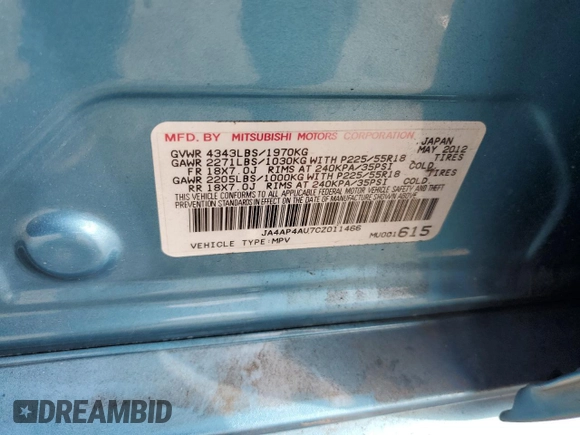 MFD. BY MITSUBISHI MOTORS CORPORATION JAPAN
GVWR 4343LBS/1970KG MAY 2012
GAWR 2271LBS/1030KG WITH P225/55R18 TIRES
FR 18X7.0J RIMS AT 240KPA/35PSI COLD
GAWR 2205LBS/1000KG WITH P225/55R18 TIRES
RR 18X7.0J RIMS AT 240KPA/35PSI COLD
THIS VEHICLE CONFORMS TO ALL APPLICABLE FEDERAL MOTOR VEHICLE SAFETY AND THEFT
PREVENTION STANDARDS IN EFFECT ON THE DATE OF MANUFACTURE SHOWN ABOVE.
JA4AP4AU7CZ011466
VEHICLE TYPE:MPV MU001615
DREAMBID